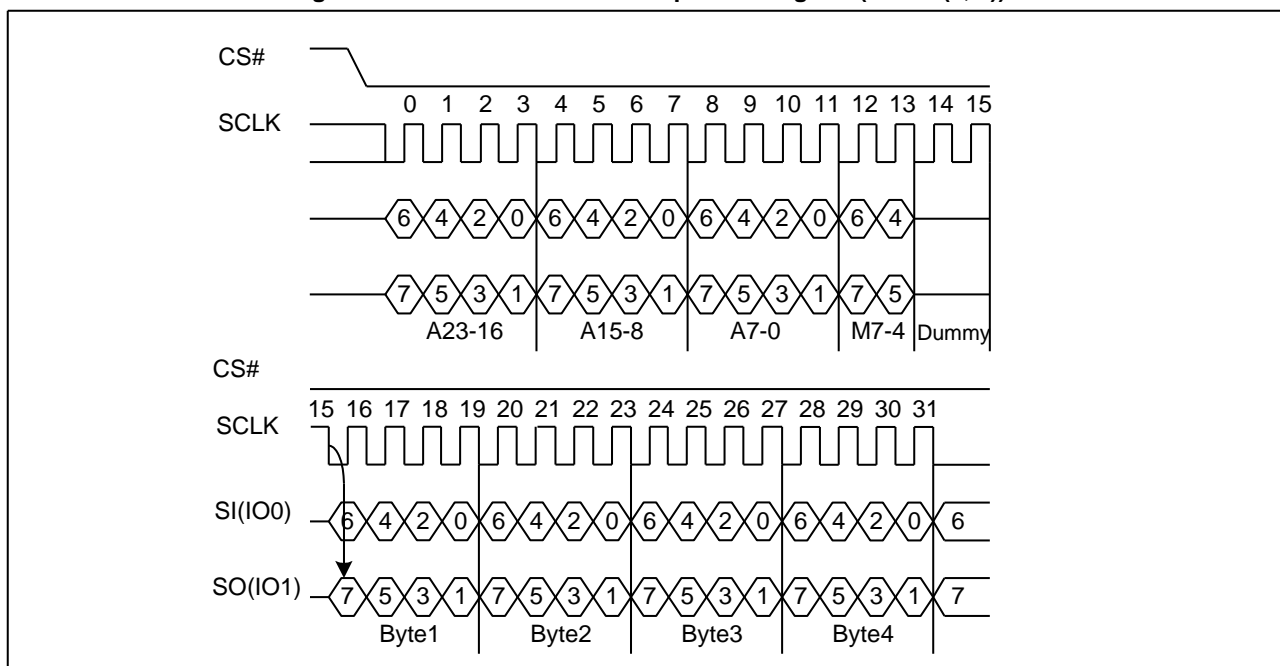 CS#
0 1 2 3 4 5 6 7 8 9 10 11 12 13 14 15
SCLK
6 4 2 0 6 4 2 0 6 4 2 0 6 4
7 5 3 1 7 5 3 1 7 5 3 1 7 5
A23-16 A15-8 A7-0 M7-4 Dummy
CS#
15 16 17 18 19 20 21 22 23 24 25 26 27 28 29 30 31
SCLK
SI(IO0) 6 4 2 0 6 4 2 0 6 4 2 0 6 4 2 0 6
SO(IO1) 7 5 3 1 7 5 3 1 7 5 3 1 7 5 3 1 7
Byte1 Byte2 Byte3 Byte4